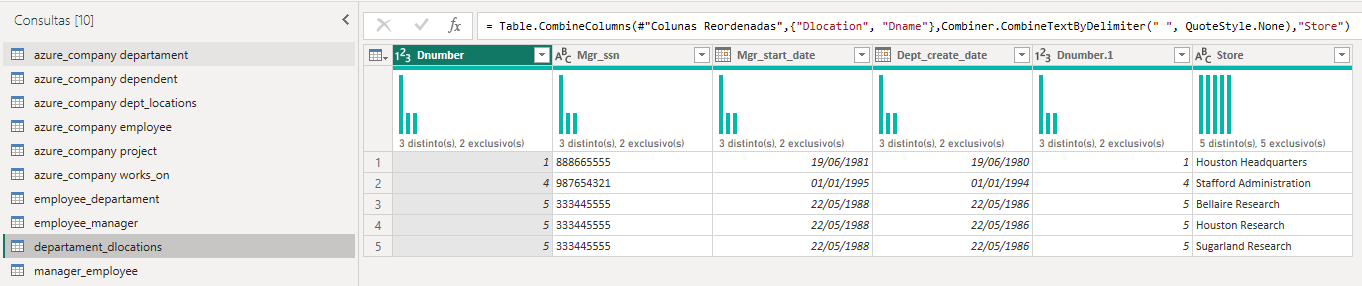 Consultas [10]
azure_company departament
azure_company dependent
azure_company dept_locations
azure_company employee
azure_company project
azure_company works_on
employee_departament
employee_manager
departament_dlocations
manager_employee
fx = Table.CombineColumns(#"Colunas Reordenadas",{"Dlocation", "Dname"},Combiner.CombineTextByDelimiter(" ", QuoteStyle.None),"Store")
1²3 Dnumber ABC Mgr_ssn Mgr_start_date Dept_create_date 1²3 Dnumber.1 ABC Store
3 distinto(s), 2 exclusivo(s) 3 distinto(s), 2 exclusivo(s) 3 distinto(s), 2 exclusivo(s) 3 distinto(s), 2 exclusivo(s) 3 distinto(s), 2 exclusivo(s) 5 distinto(s), 5 exclusivo(s)
1 1 888665555 19/06/1981 19/06/1980 1 Houston Headquarters
2 4 987654321 01/01/1995 01/01/1994 4 Stafford Administration
3 5 333445555 22/05/1988 22/05/1986 5 Bellaire Research
4 5 333445555 22/05/1988 22/05/1986 5 Houston Research
5 5 333445555 22/05/1988 22/05/1986 5 Sugarland Research